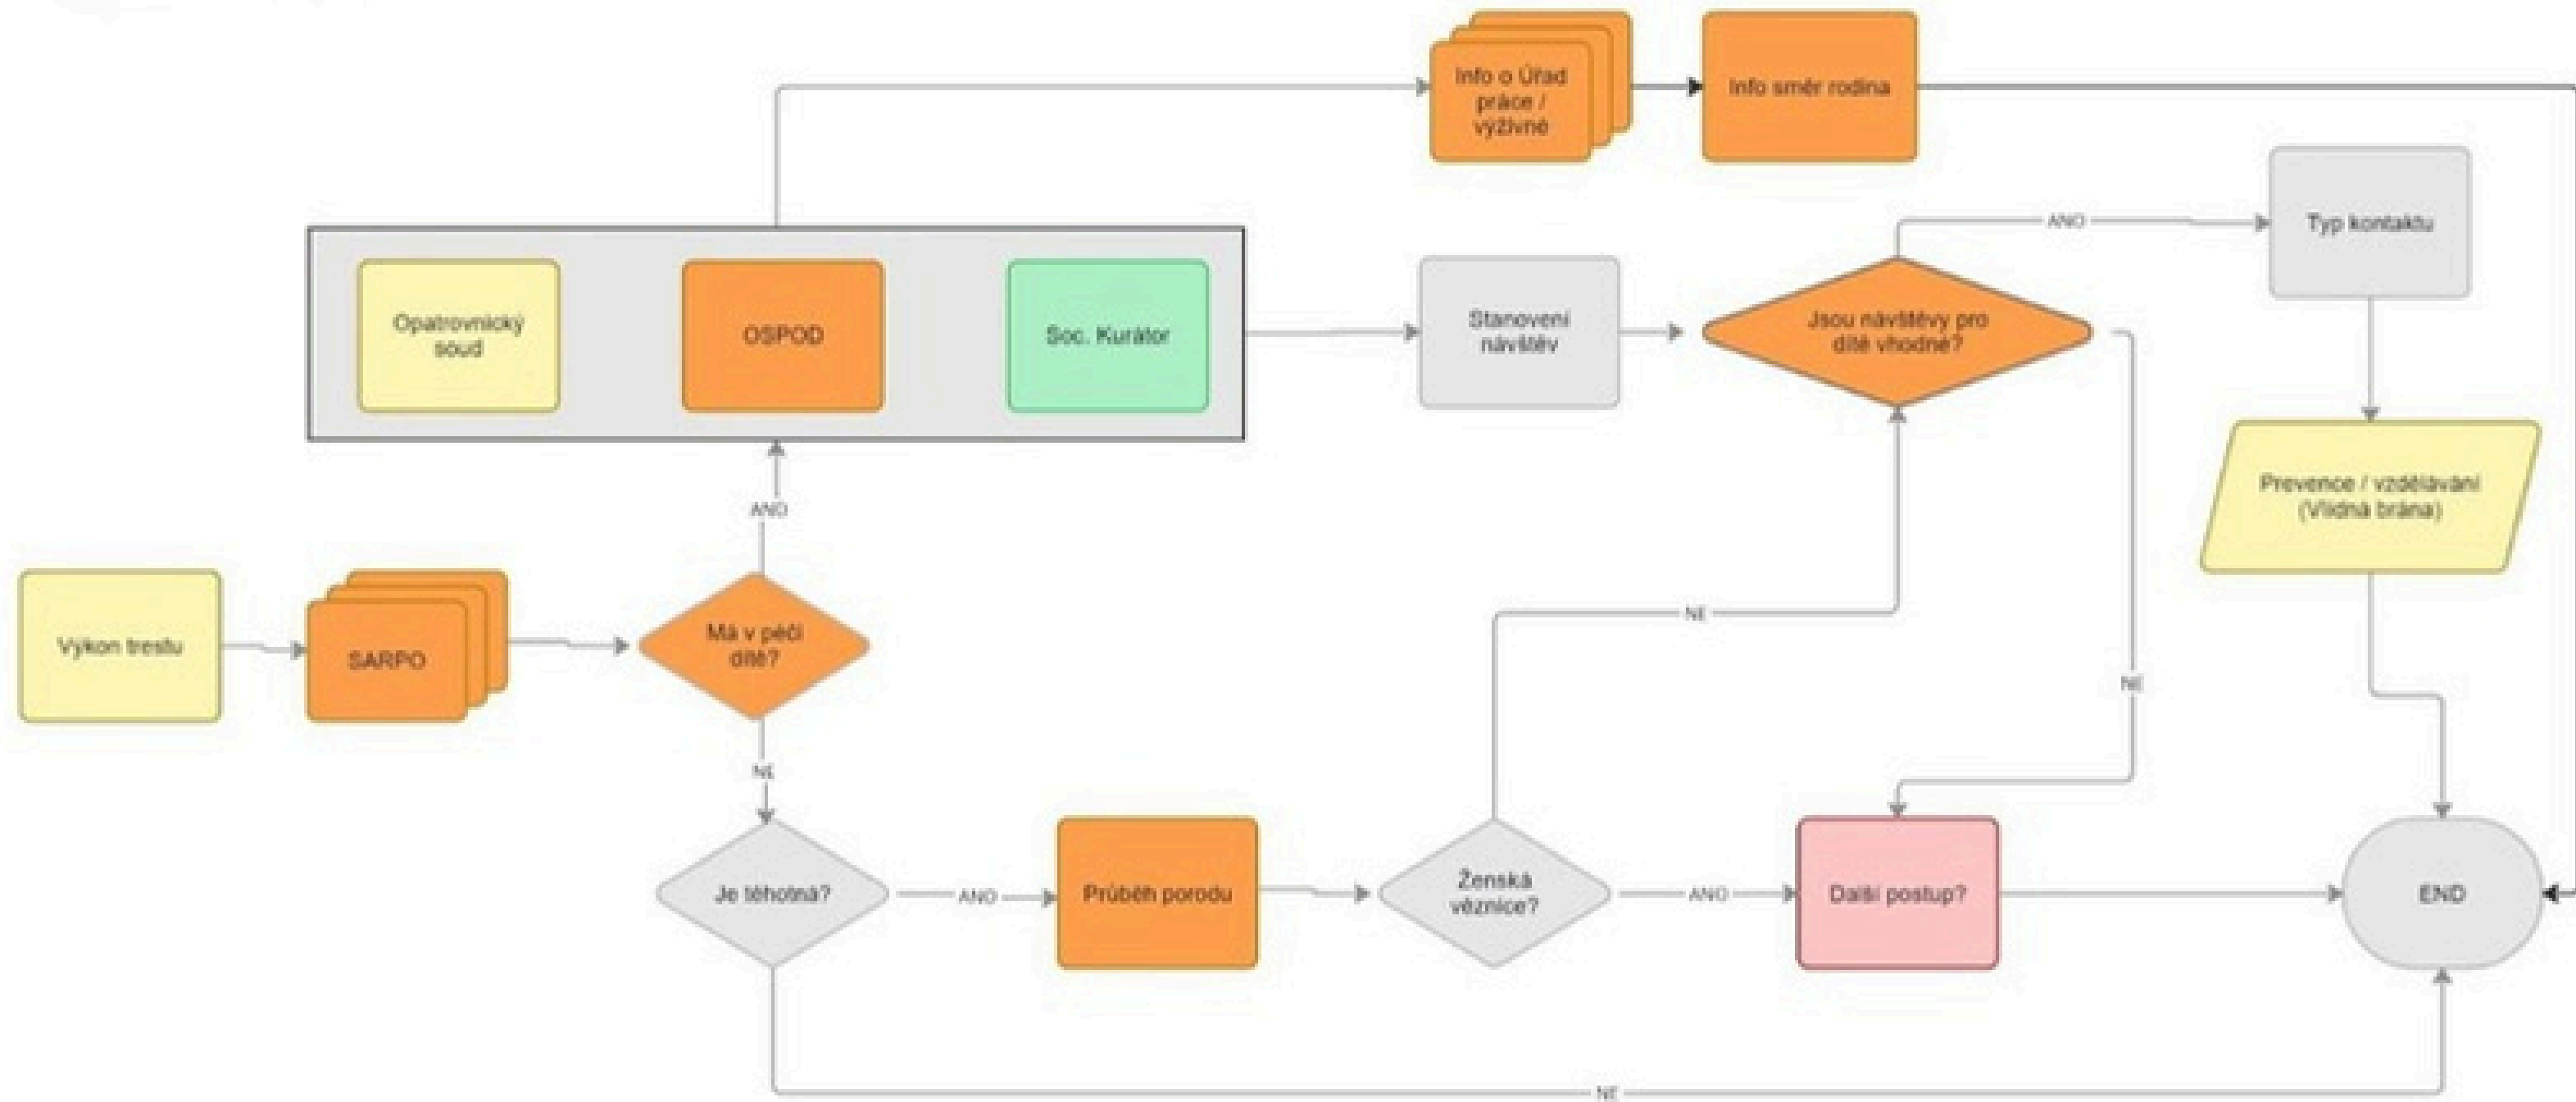 Info o Úřad
práce /
výživné
Info směr rodina
Typ kontaktu
ANO
Opatrovnický
soud
OSPOD
Soc. Kurátor
Stanovení
návštěv
Jsou návštěvy pro
dítě vhodné?
Prevence / vzdělávání
(Vlídná brána)
ANO
Výkon trestu
SARPO
Má v péči
dítě?
NE
NE
NE
Je těhotná?
ANO
Průběh porodu
Ženská
věznice?
ANO
Další postup?
END
NE